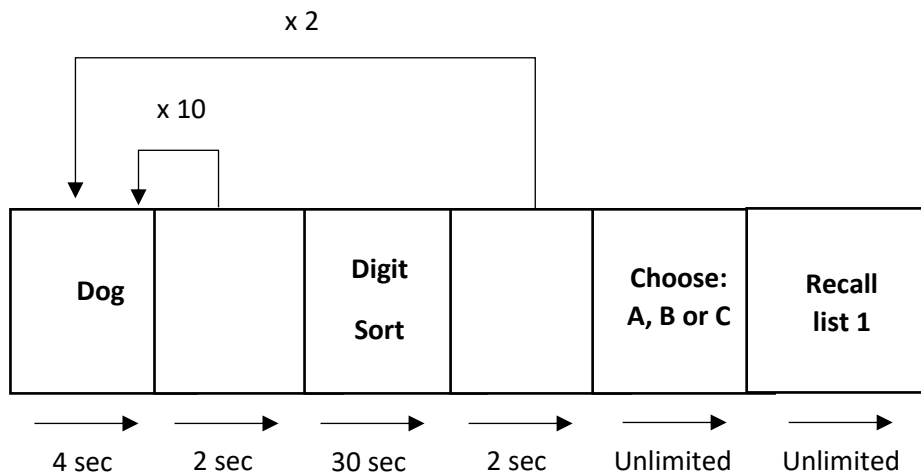 x 2
x 10
Dog
Digit
Sort
Choose:
A, B or C
Recall
list 1
4 sec
2 sec
30 sec
2 sec
Unlimited
Unlimited